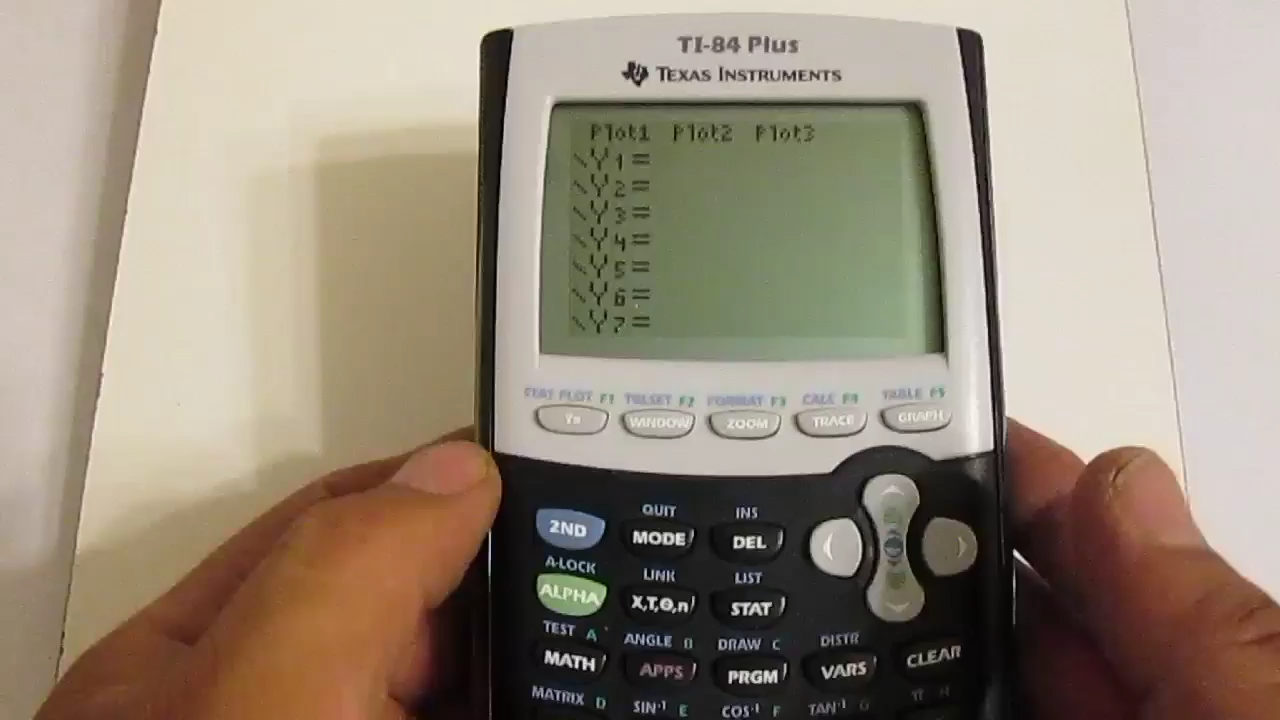 TI-84 Plus
TEXAS INSTRUMENTS
Plot1 Plot2 Plot3
\Y1=
\Y2=
\Y3=
\Y4=
\Y5=
\Y6=
\Y7=
STAT PLOT F1 TBLSET F2 FORMAT F3 CALC F4 TABLE F5
Y= WINDOW ZOOM TRACE GRAPH
QUIT INS
2ND MODE DEL
A-LOCK LINK LIST
ALPHA X,T,Θ,n STAT
TEST A ANGLE B DRAW C DISTR
MATH APPS PRGM VARS CLEAR
MATRIX D SIN-1 E COS-1 F TAN-1 G π H